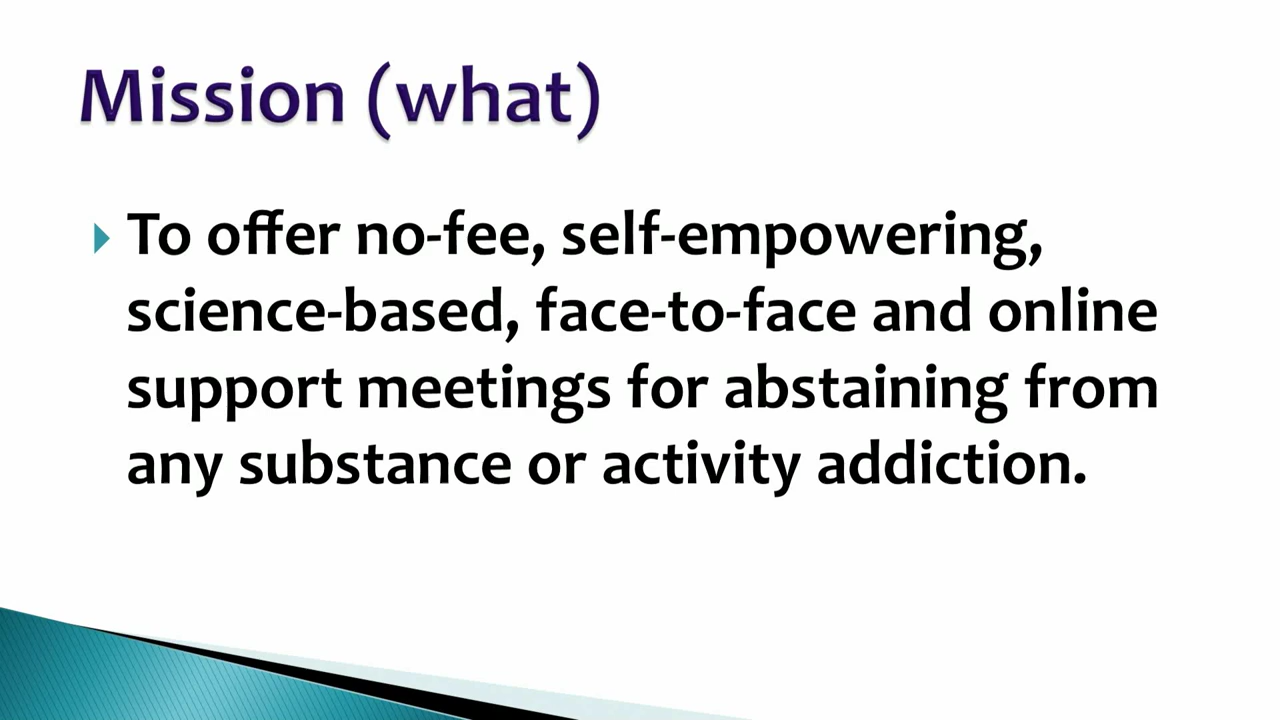 Mission (what)
To offer no-fee, self-empowering,
science-based, face-to-face and online
support meetings for abstaining from
any substance or activity addiction.